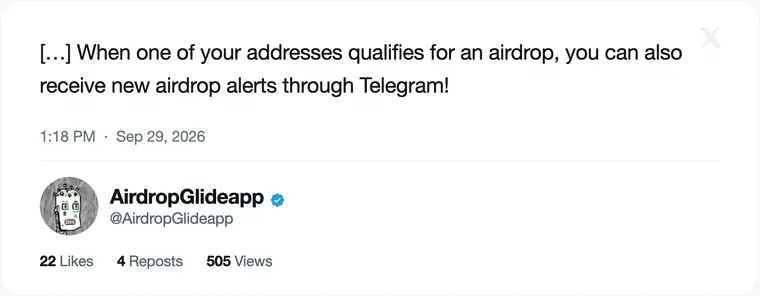 […] When one of your addresses qualifies for an airdrop, you can also
receive new airdrop alerts through Telegram!
1:18 PM · Sep 29, 2026
AirdropGlideapp
@AirdropGlideapp
22 Likes 4 Reposts 505 Views